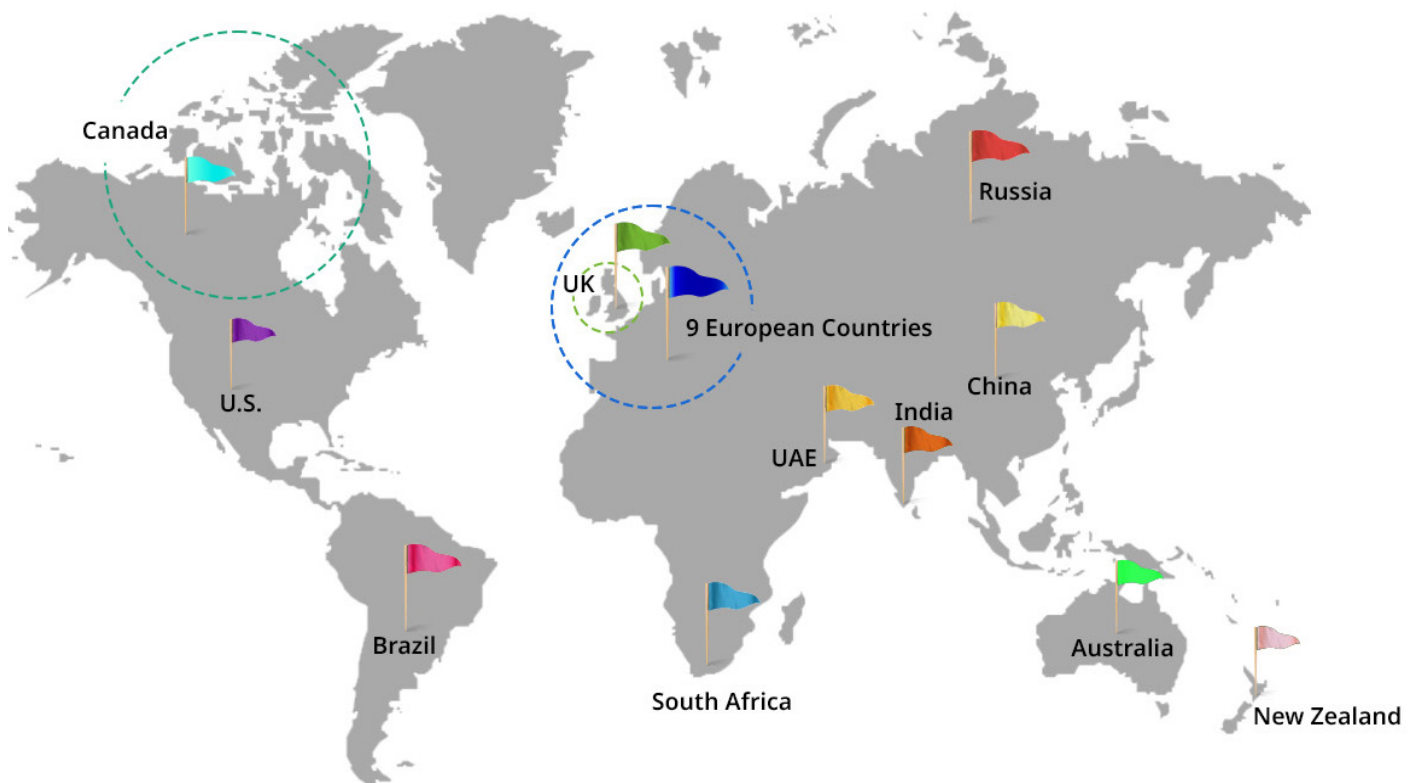 Canada
Russia
UK
9 European Countries
China
U.S.
India
UAE
Brazil
Australia
South Africa
New Zealand